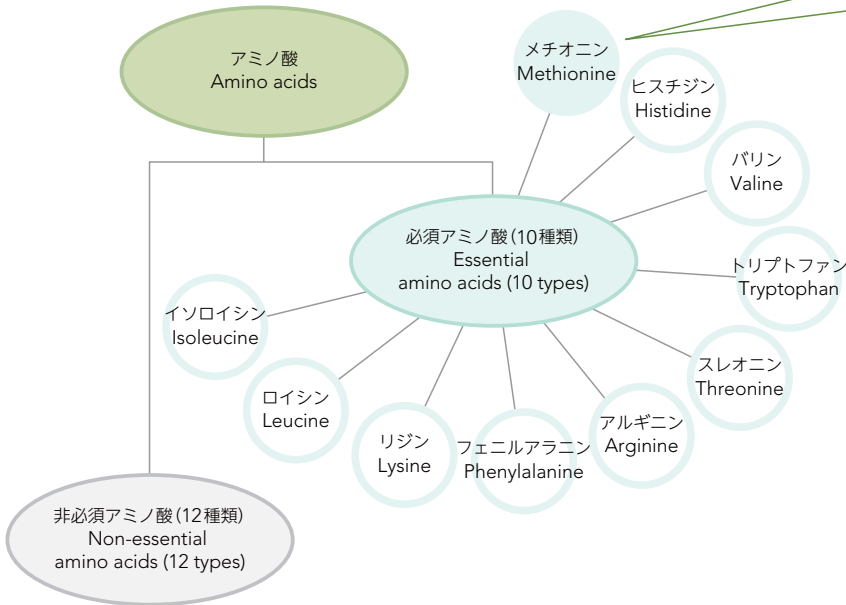 アミノ酸
Amino acids
メチオニン
Methionine
ヒスチジン
Histidine
バリン
Valine
必須アミノ酸(10種類)
Essential
amino acids (10 types)
トリプトファン
Tryptophan
イソロイシン
Isoleucine
スレオニン
Threonine
ロイシン
Leucine
アルギニン
Arginine
リジン
Lysine
フェニルアラニン
Phenylalanine
非必須アミノ酸(12種類)
Non-essential
amino acids (12 types)